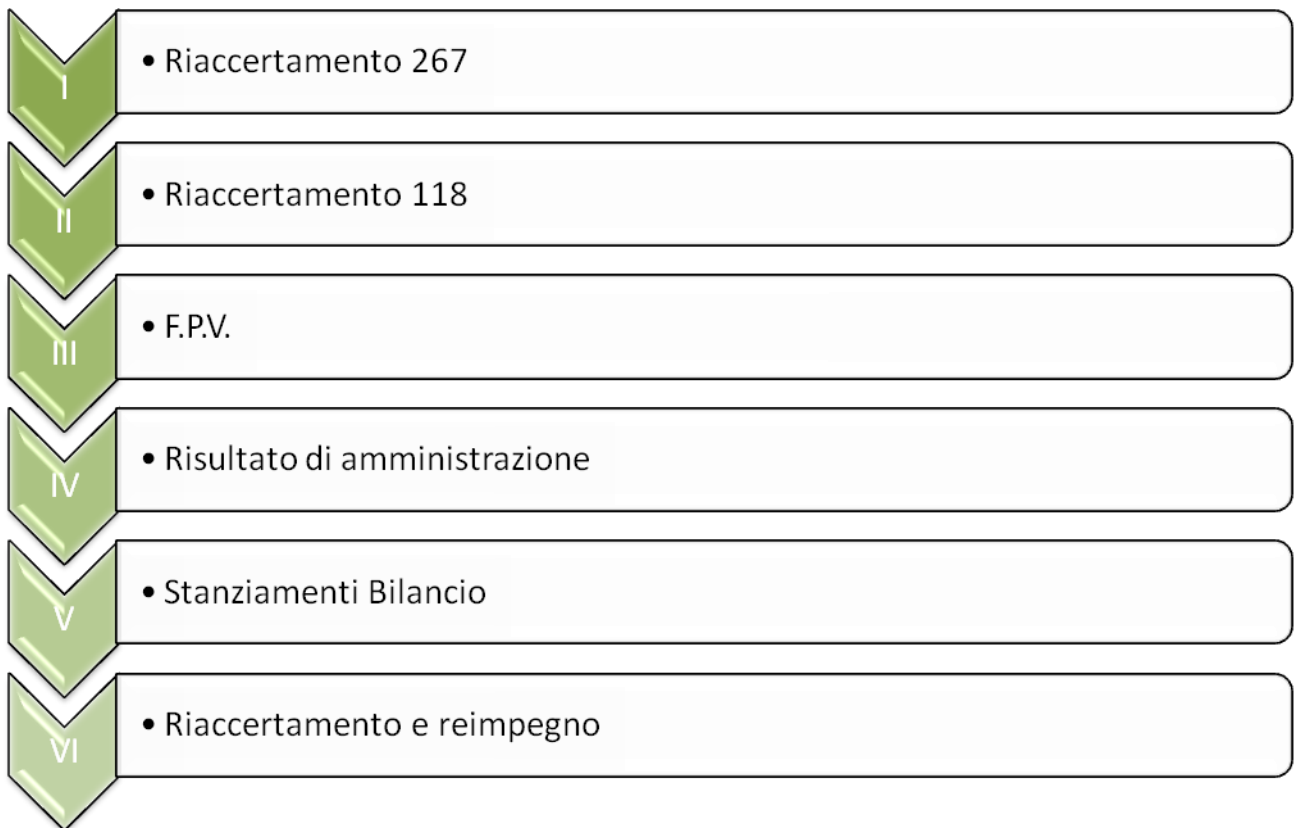 I
• Riaccertamento 267
II
• Riaccertamento 118
III
• F.P.V.
IV
• Risultato di amministrazione
V
• Stanziamenti Bilancio
VI
• Riaccertamento e reimpegno